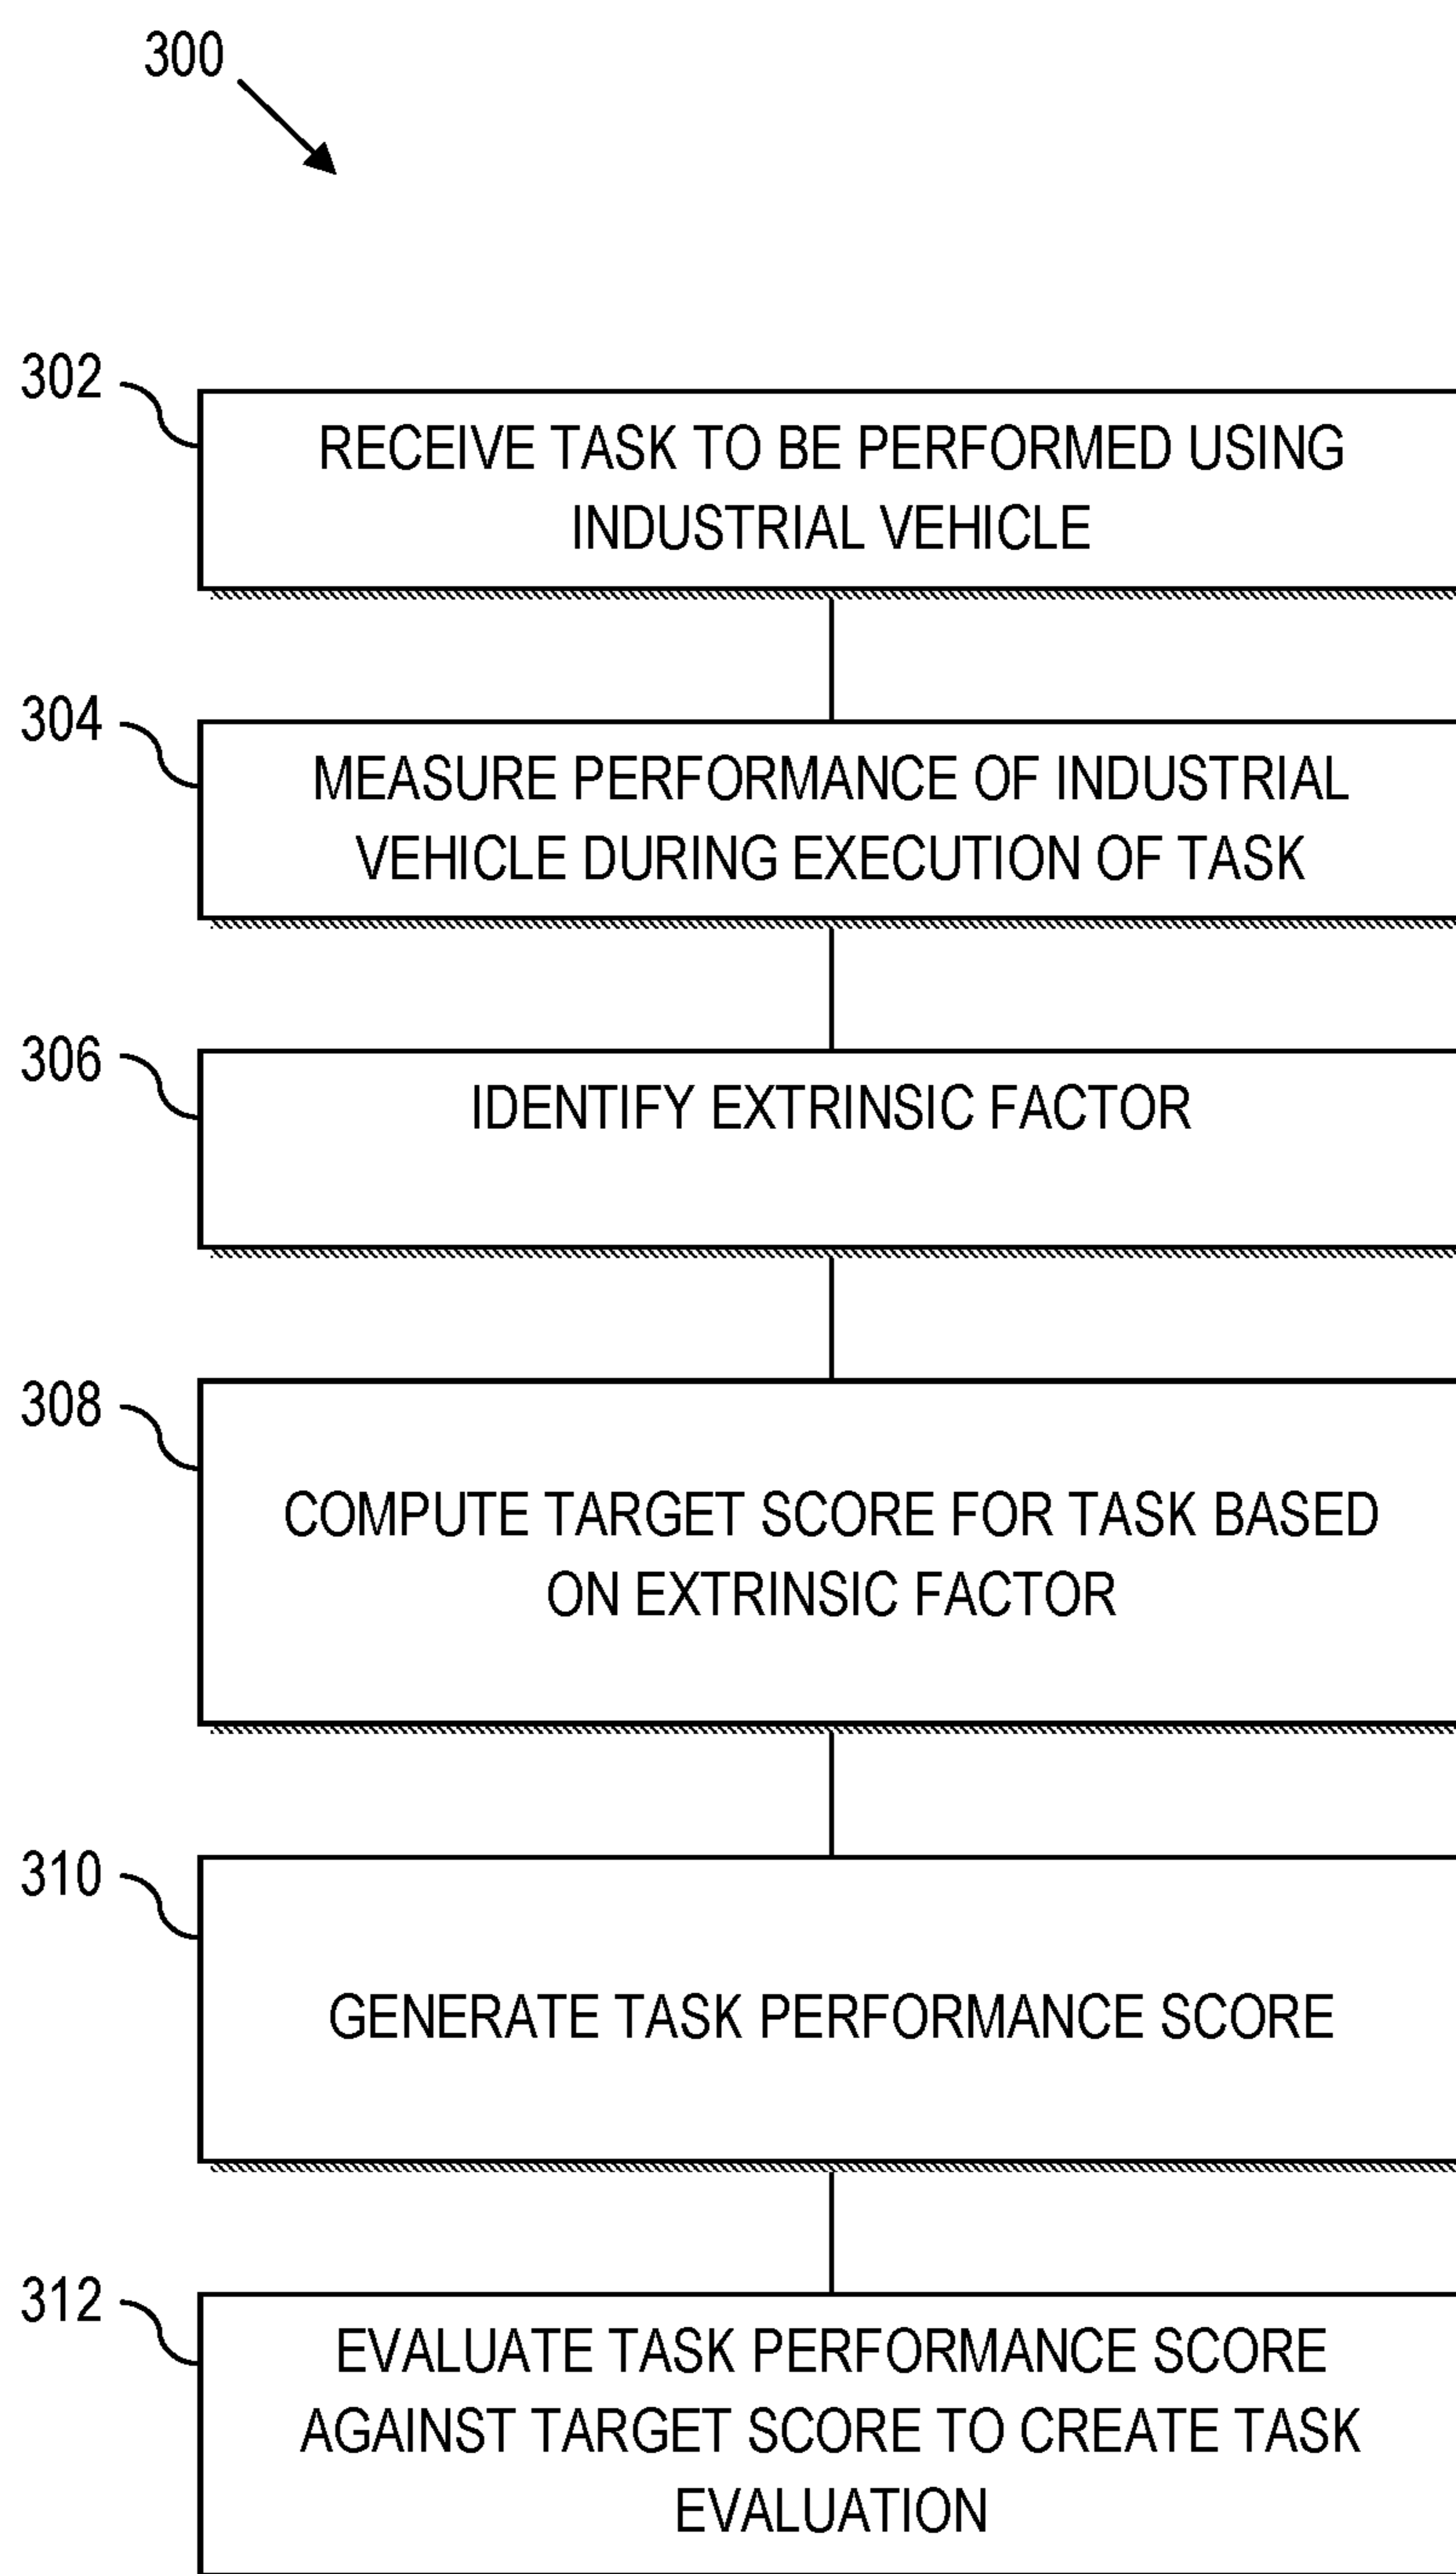 300
302
RECEIVE TASK TO BE PERFORMED USING
INDUSTRIAL VEHICLE
304
MEASURE PERFORMANCE OF INDUSTRIAL
VEHICLE DURING EXECUTION OF TASK
306
IDENTIFY EXTRINSIC FACTOR
308
COMPUTE TARGET SCORE FOR TASK BASED
ON EXTRINSIC FACTOR
310
GENERATE TASK PERFORMANCE SCORE
312
EVALUATE TASK PERFORMANCE SCORE
AGAINST TARGET SCORE TO CREATE TASK
EVALUATION